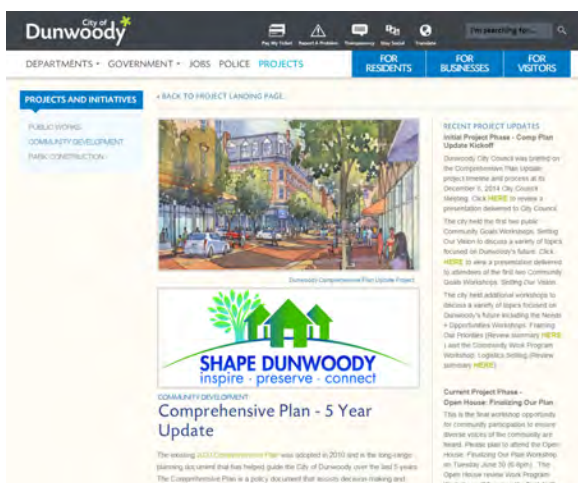 City of
Dunwoody
Pay My Ticket
Report A Problem
Transparency
Stay Social
Translate
I'm searching for...
DEPARTMENTS
GOVERNMENT
JOBS
POLICE
PROJECTS
FOR
RESIDENTS
FOR
BUSINESSES
FOR
VISITORS
PROJECTS AND INITIATIVES
PUBLIC WORKS
COMMUNITY DEVELOPMENT
PARK CONSTRUCTION
« BACK TO PROJECT LANDING PAGE
Dunwoody Comprehensive Plan Update Project
SHAPE DUNWOODY
inspire - preserve - connect
COMMUNITY DEVELOPMENT
Comprehensive Plan - 5 Year
Update
The existing 2010 Comprehensive Plan was adopted in 2010 and is the long-range
planning document that has helped guide the City of Dunwoody over the last 5 years.
The Comprehensive Plan is a policy document that assists decision making and
RECENT PROJECT UPDATES
Initial Project Phase - Comp Plan
Update Kickoff
Dunwoody City Council was briefed on
the Comprehensive Plan Update
project timeline and process at its
December 8, 2014 City Council
Meeting. Click HERE to review a
presentation delivered to City Council.
The city held the first two public
Community Goals Workshops: Setting
Our Vision to discuss a variety of topics
focused on Dunwoody's future. Click
HERE to view a presentation delivered
to attendees of the first two Community
Goals Workshops: Setting Our Vision.
The city held additional workshops to
discuss a variety of topics focused on
Dunwoody's future including the Needs
+ Opportunities Workshops: Framing
Our Priorities (Review summary HERE
) and the Community Work Program
Workshop: Logistics Setting (Review
summary HERE)
Current Project Phase -
Open House: Finalizing Our Plan
This is the final workshop opportunity
for community participation to ensure
diverse voices of the community are
heard. Please plan to attend the Open
House: Finalizing Our Plan Workshop
on Tuesday June 30 (6-8pm). The
Open House review Work Program